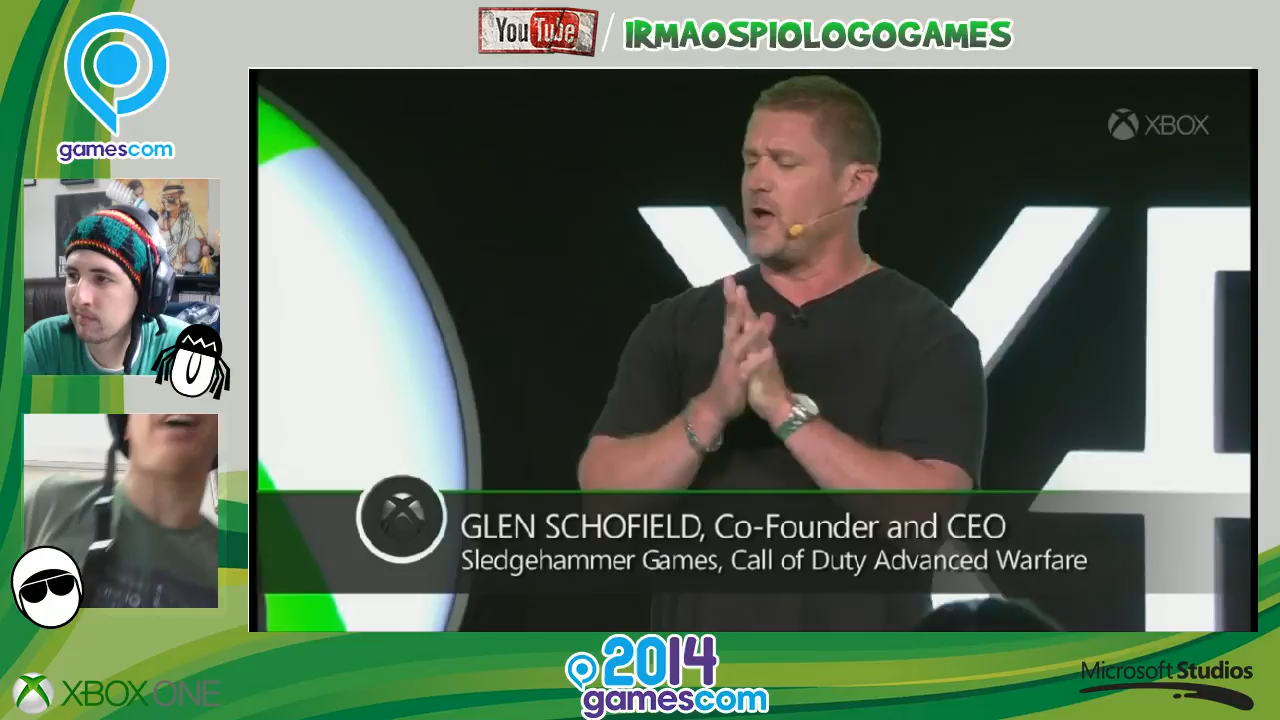 YouTube / IRMAOSPIOLOGOGAMES
gamescom
XBOX
GLEN SCHOFIELD, Co-Founder and CEO
Sledgehammer Games, Call of Duty Advanced Warfare
XBOX ONE
2014
gamescom
Microsoft Studios